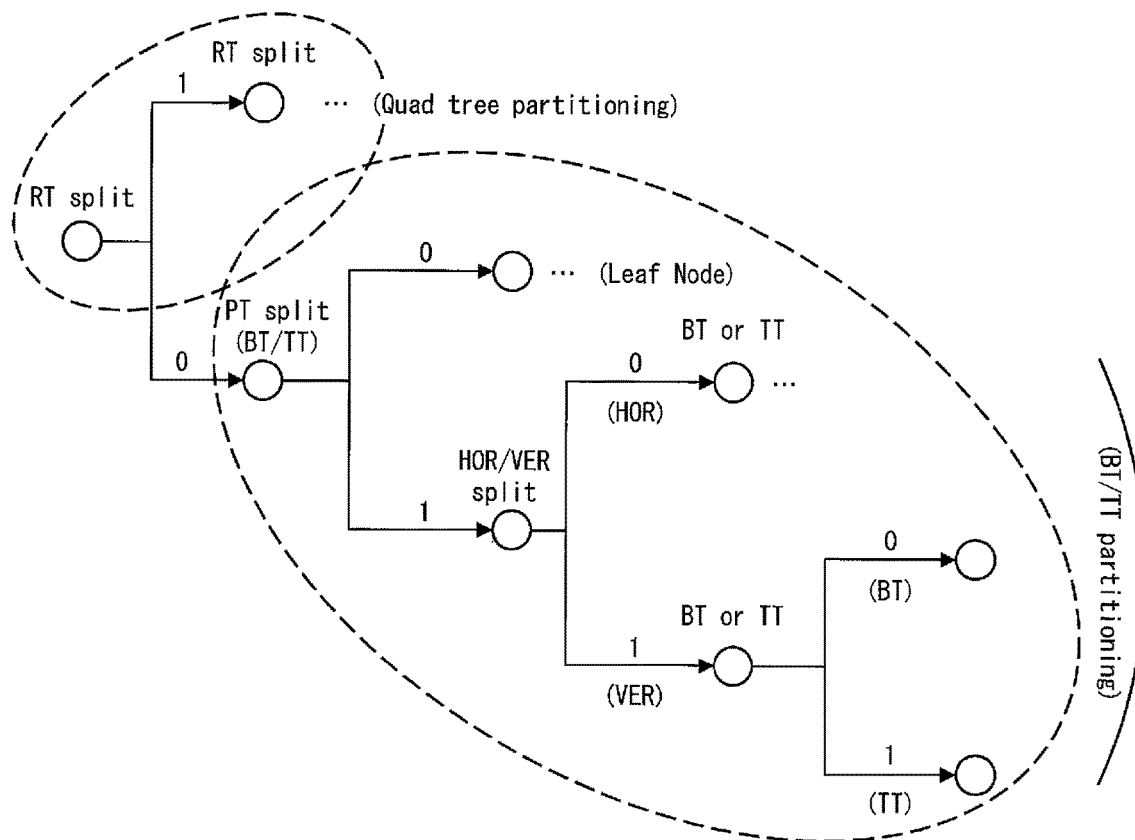 RT split
1
… (Quad tree partitioning)
RT split
0
… (Leaf Node)
PT split
(BT/TT)
0
BT or TT
0
(HOR)
…
HOR/VER
split
1
(BT/TT partitioning)
0
(BT)
BT or TT
1
(VER)
1
(TT)